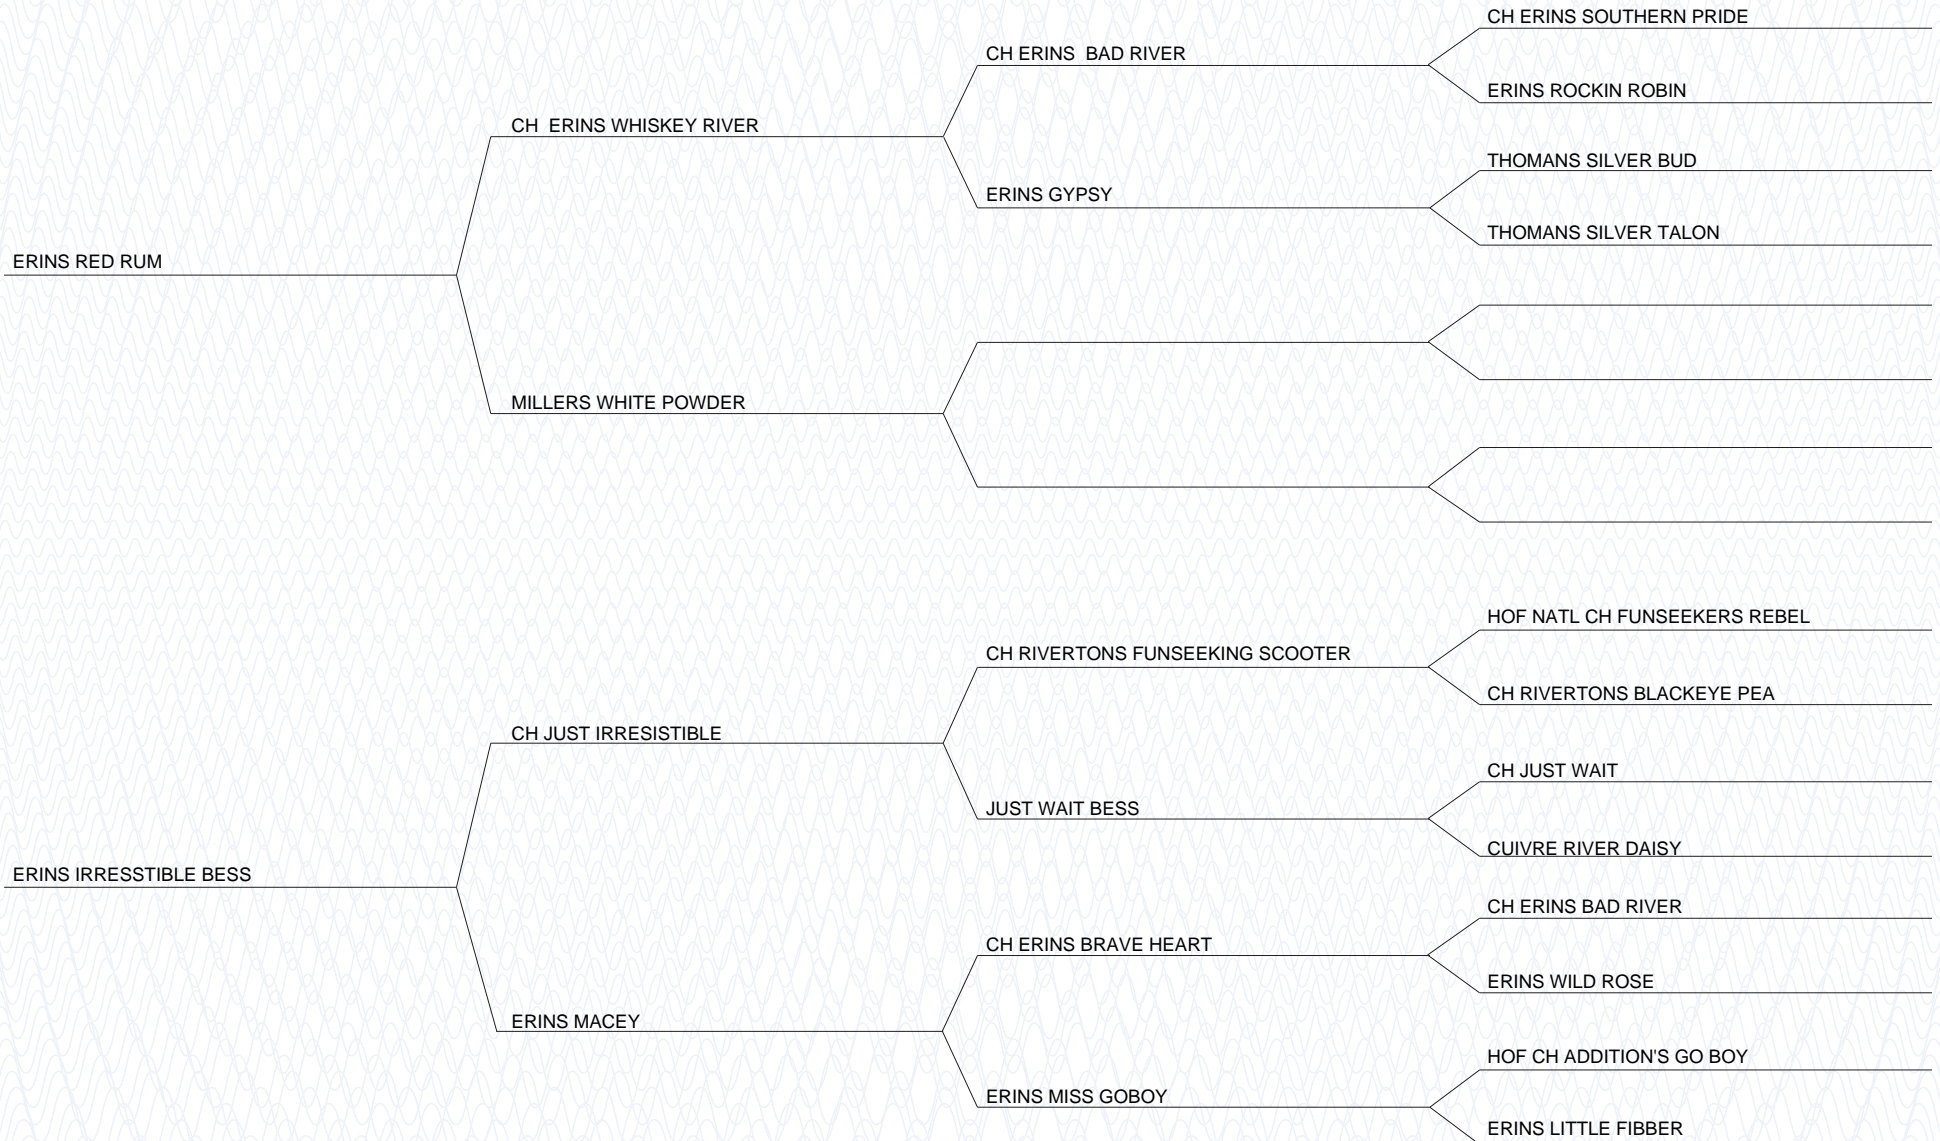 CH ERINS SOUTHERN PRIDE
CH ERINS  BAD RIVER
ERINS ROCKIN ROBIN
CH  ERINS WHISKEY RIVER
THOMANS SILVER BUD
ERINS GYPSY
THOMANS SILVER TALON
ERINS RED RUM
MILLERS WHITE POWDER
HOF NATL CH FUNSEEKERS REBEL
CH RIVERTONS FUNSEEKING SCOOTER
CH RIVERTONS BLACKEYE PEA
CH JUST IRRESISTIBLE
CH JUST WAIT
JUST WAIT BESS
CUIVRE RIVER DAISY
ERINS IRRESSTIBLE BESS
CH ERINS BAD RIVER
CH ERINS BRAVE HEART
ERINS WILD ROSE
ERINS MACEY
HOF CH ADDITION'S GO BOY
ERINS MISS GOBOY
ERINS LITTLE FIBBER